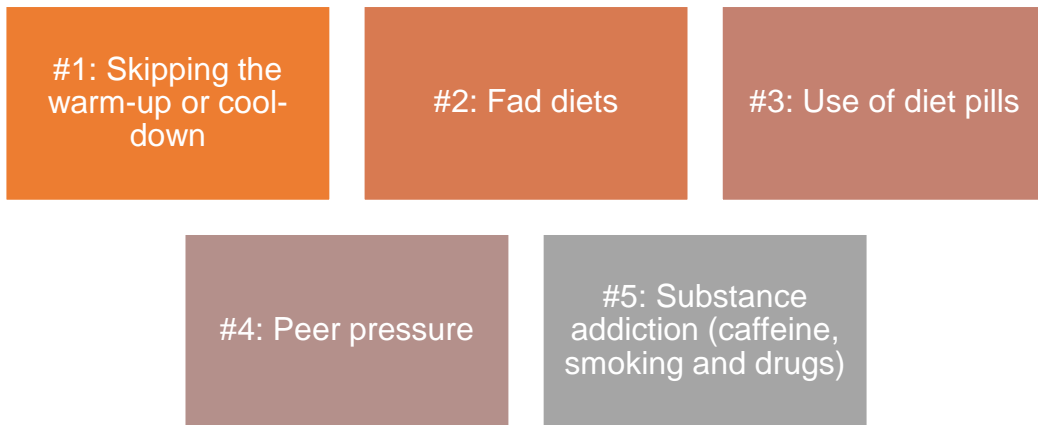 #1: Skipping the
warm-up or cool-
down
#2: Fad diets
#3: Use of diet pills
#4: Peer pressure
#5: Substance
addiction (caffeine,
smoking and drugs)